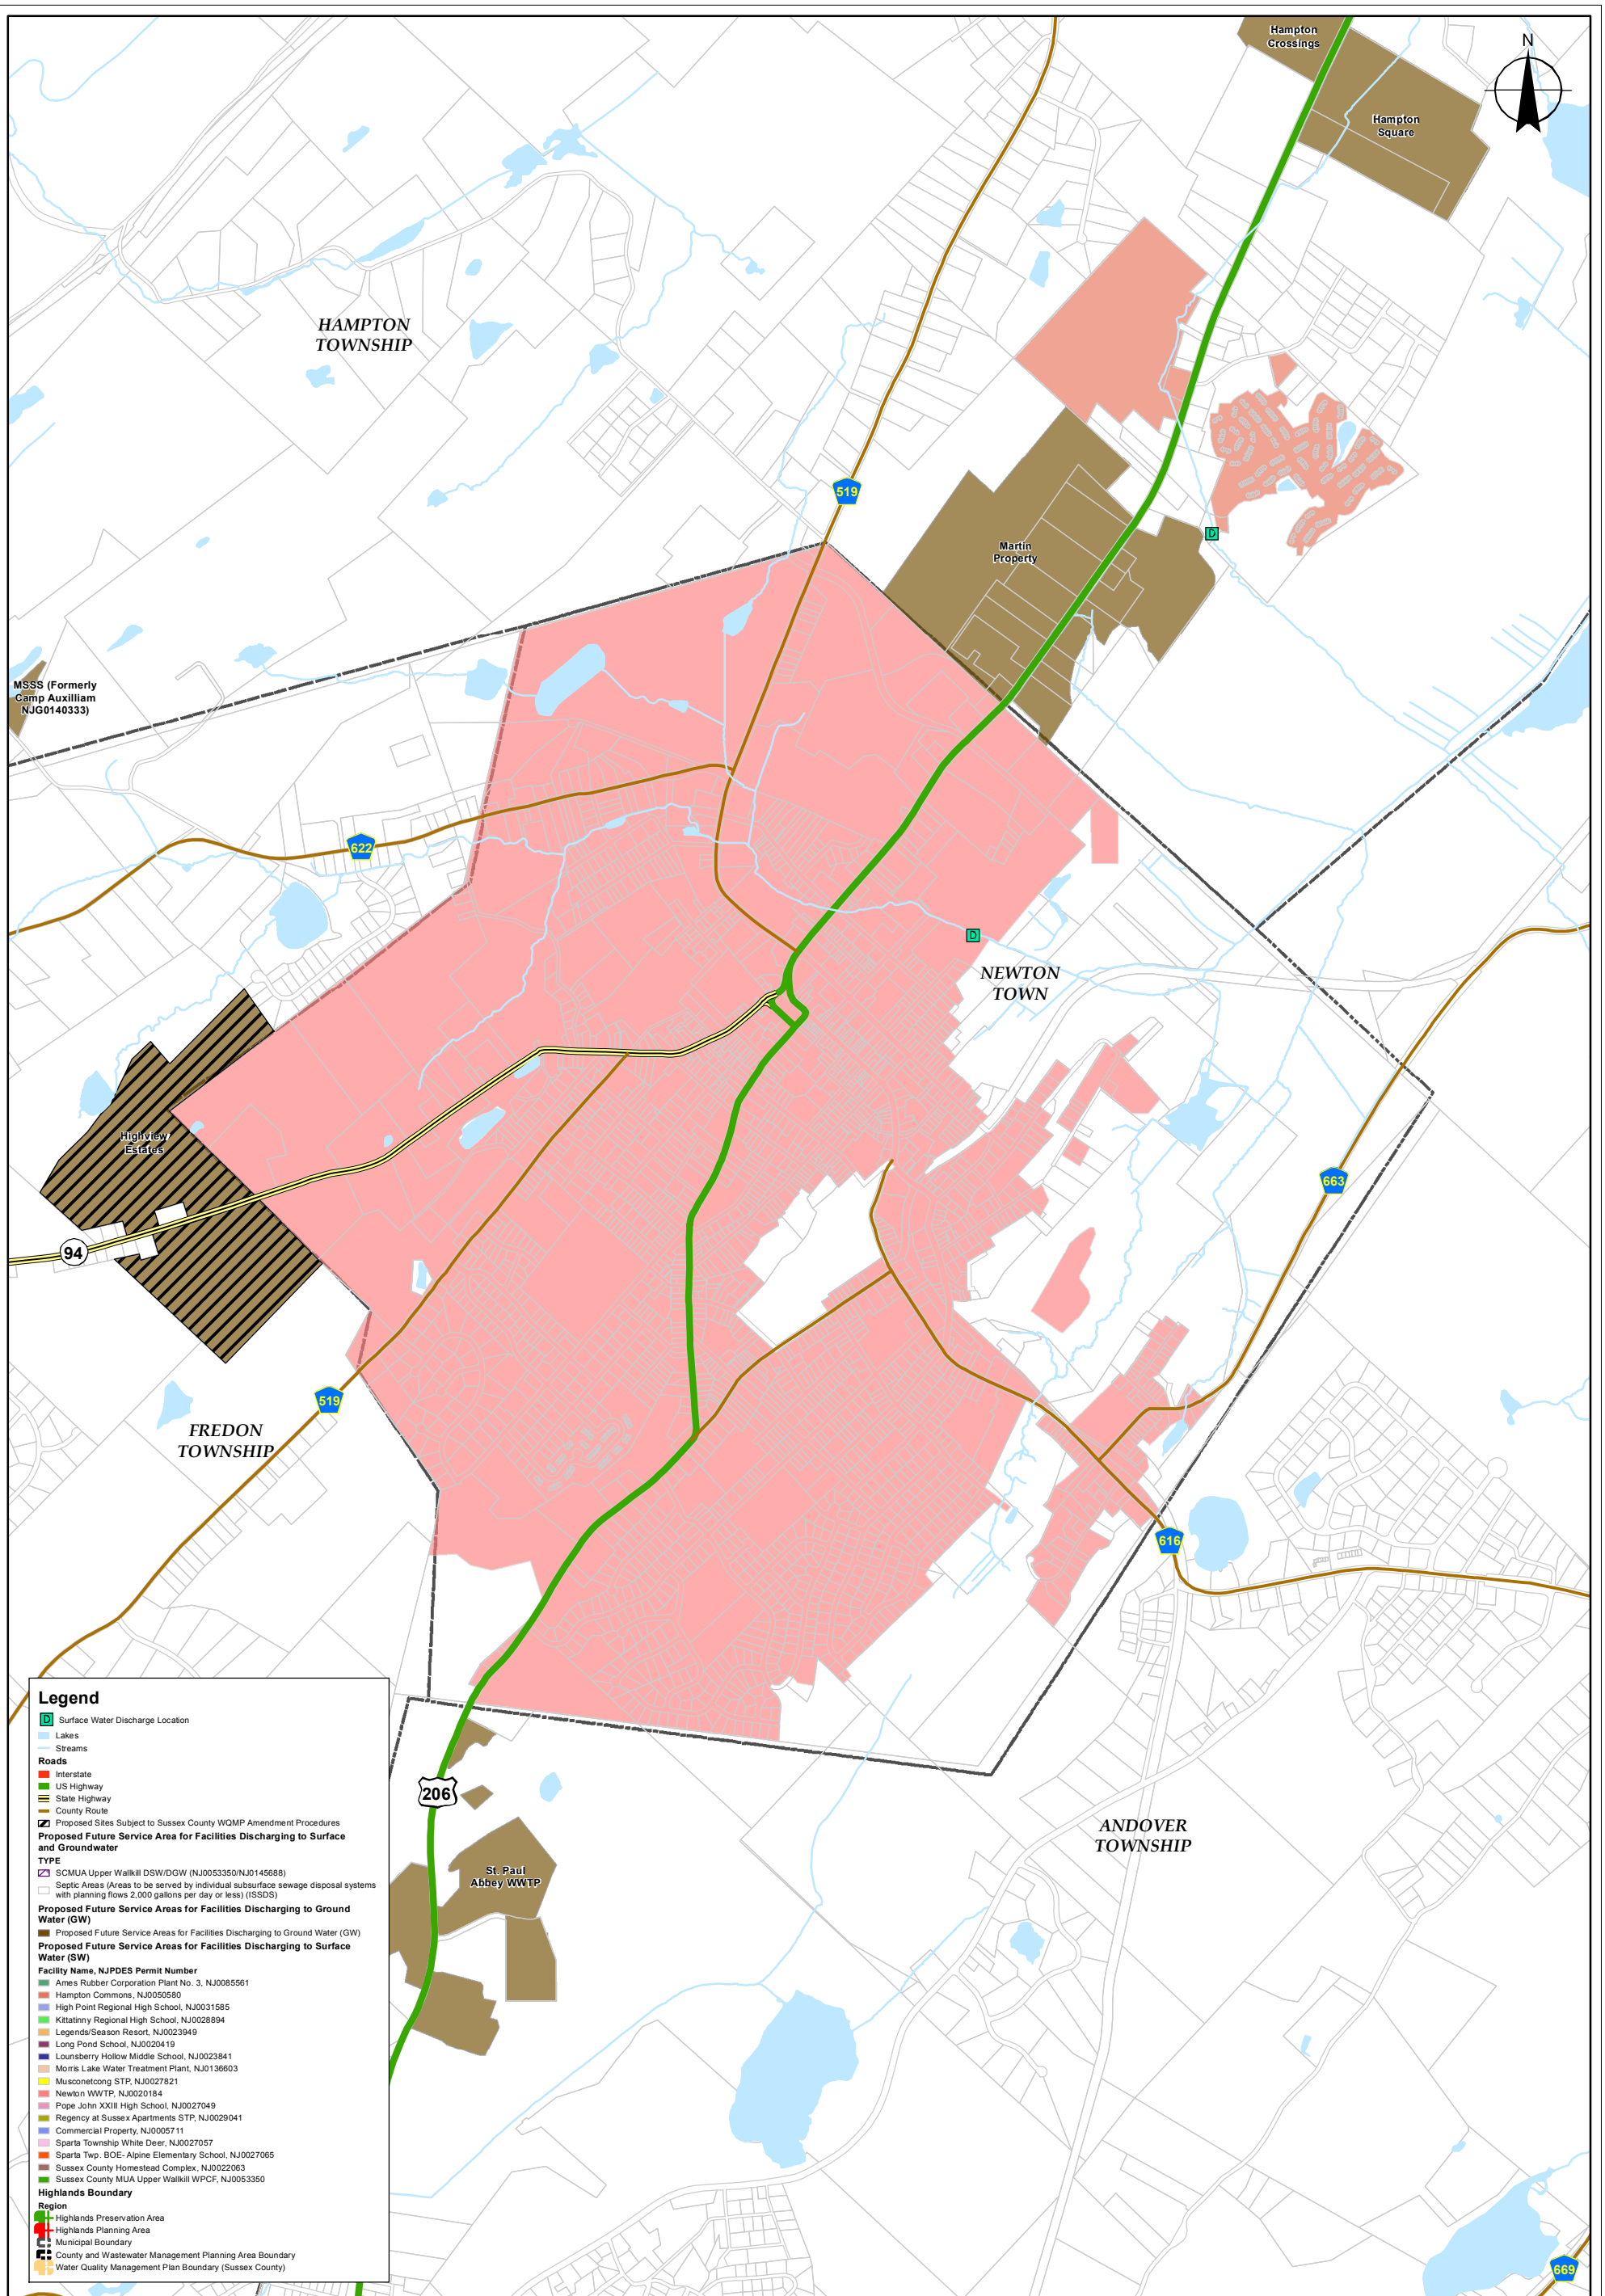 Hampton
Crossings
N
Hampton
Square
HAMPTON
TOWNSHIP
519
D
Martin
Property
MSSS (Formerly
Camp Auxilliam
NJG0140333)
622
D
NEWTON
TOWN
Highview
Estates
663
94
519
FREDON
TOWNSHIP
616
206
ANDOVER
TOWNSHIP
St. Paul
Abbey WWTP
669
Legend
D Surface Water Discharge Location
Lakes
Streams
Roads
Interstate
US Highway
State Highway
County Route
Proposed Sites Subject to Sussex County WQMP Amendment Procedures
Proposed Future Service Area for Facilities Discharging to Surface
and Groundwater
TYPE
SCMUA Upper Wallkill DSW/DGW (NJ0053350/NJ0145688)
Septic Areas (Areas to be served by individual subsurface sewage disposal systems
with planning flows 2,000 gallons per day or less) (ISSDS)
Proposed Future Service Areas for Facilities Discharging to Ground
Water (GW)
Proposed Future Service Areas for Facilities Discharging to Ground Water (GW)
Proposed Future Service Areas for Facilities Discharging to Surface
Water (SW)
Facility Name, NJPDES Permit Number
Ames Rubber Corporation Plant No. 3, NJ0085561
Hampton Commons, NJ0050580
High Point Regional High School, NJ0031585
Kittatinny Regional High School, NJ0028894
Legends/Season Resort, NJ0023949
Long Pond School, NJ0020419
Lounsberry Hollow Middle School, NJ0023841
Morris Lake Water Treatment Plant, NJ0136603
Musconetcong STP, NJ0027821
Newton WWTP, NJ0020184
Pope John XXIII High School, NJ0027049
Regency at Sussex Apartments STP, NJ0029041
Commercial Property, NJ0005711
Sparta Township White Deer, NJ0027057
Sparta Twp. BOE- Alpine Elementary School, NJ0027065
Sussex County Homestead Complex, NJ0022063
Sussex County MUA Upper Wallkill WPCF, NJ0053350
Highlands Boundary
Region
Highlands Preservation Area
Highlands Planning Area
Municipal Boundary
County and Wastewater Management Planning Area Boundary
Water Quality Management Plan Boundary (Sussex County)